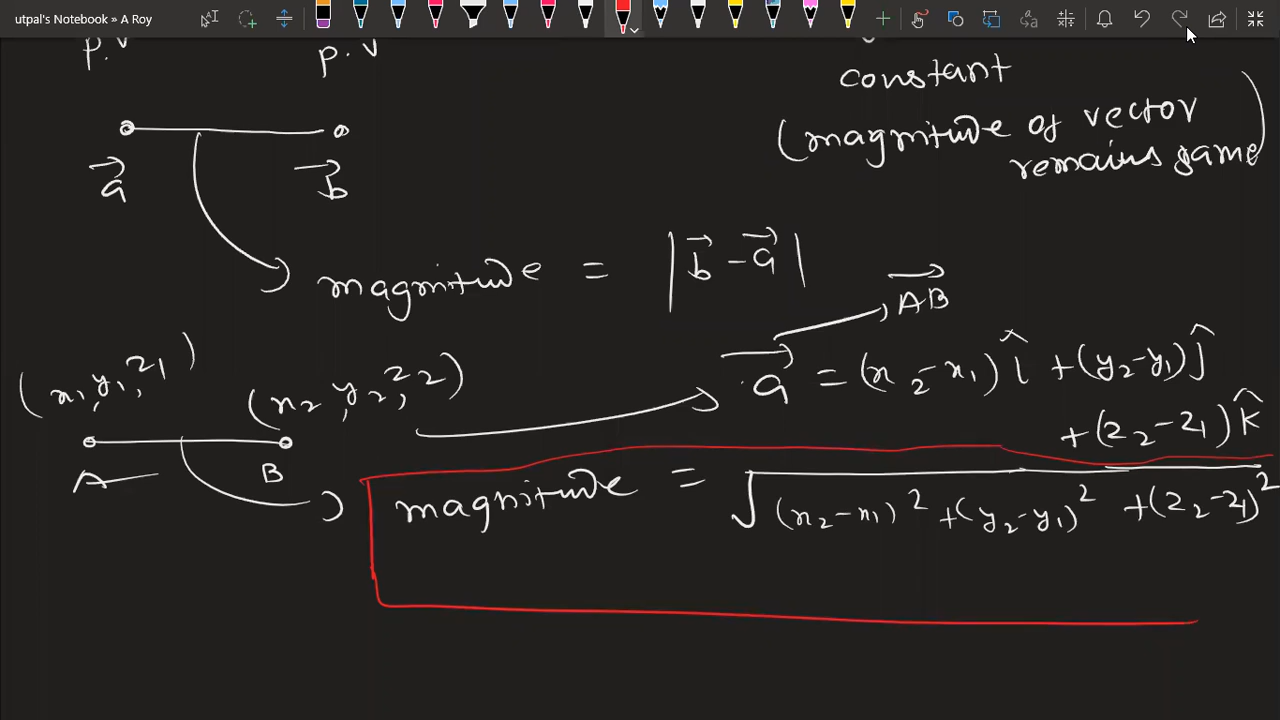 utpal's Notebook » A Roy
p.v p.v
constant
(magnitude of vector
remains same)
a⃗ b⃗
magnitude = |b⃗ - a⃗|
A⃗B⃗
(x₁, y₁, z₁) (x₂, y₂, z₂)
a⃗ = (x₂-x₁)î + (y₂-y₁)ĵ
+ (z₂-z₁)k̂
A B
magnitude = √((x₂-x₁)² + (y₂-y₁)² + (z₂-z₁)²)